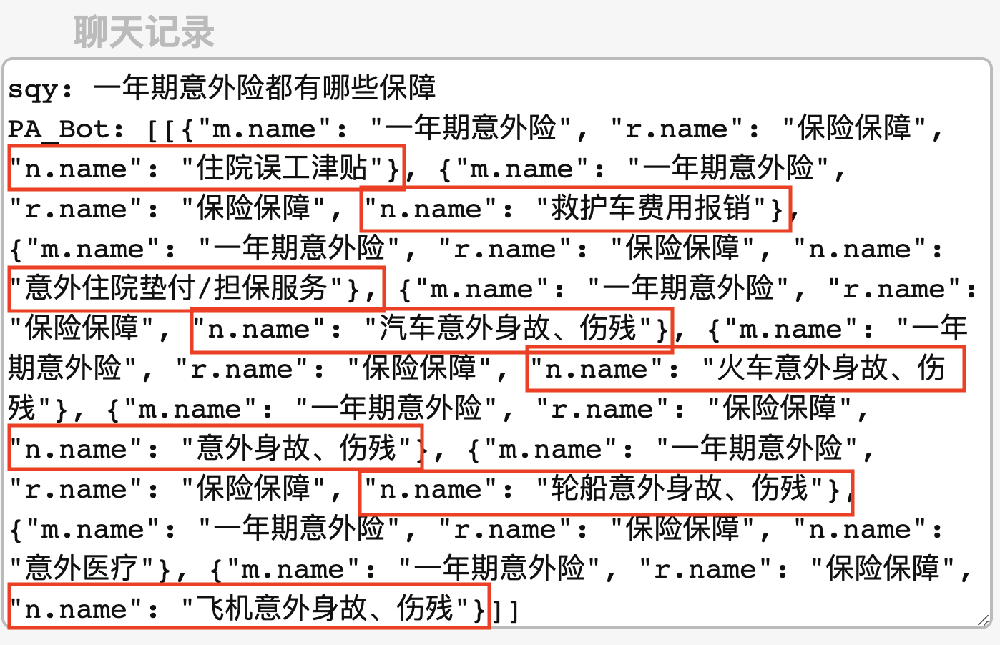 聊天记录
sqy: 一年期意外险都有哪些保障
PA_Bot: [[{"m.name": "一年期意外险", "r.name": "保险保障",
"n.name": "住院误工津贴"}, {"m.name": "一年期意外险",
"r.name": "保险保障", "n.name": "救护车费用报销"},
{"m.name": "一年期意外险", "r.name": "保险保障", "n.name":
"意外住院垫付/担保服务"}, {"m.name": "一年期意外险", "r.name":
"保险保障", "n.name": "汽车意外身故、伤残"}, {"m.name": "一年
期意外险", "r.name": "保险保障", "n.name": "火车意外身故、伤
残"}, {"m.name": "一年期意外险", "r.name": "保险保障",
"n.name": "意外身故、伤残"}, {"m.name": "一年期意外险",
"r.name": "保险保障", "n.name": "轮船意外身故、伤残"},
{"m.name": "一年期意外险", "r.name": "保险保障", "n.name":
"意外医疗"}, {"m.name": "一年期意外险", "r.name": "保险保障",
"n.name": "飞机意外身故、伤残"}]]